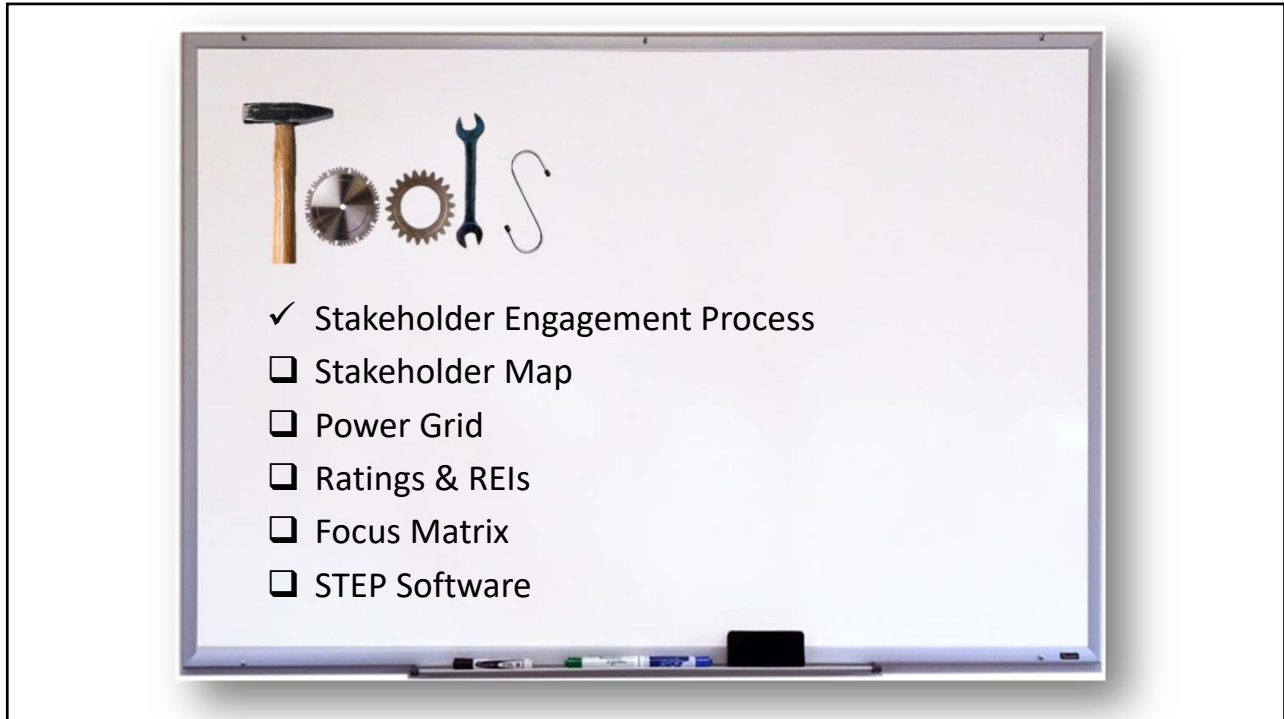 Tools
✓ Stakeholder Engagement Process
❑ Stakeholder Map
❑ Power Grid
❑ Ratings & REIs
❑ Focus Matrix
❑ STEP Software